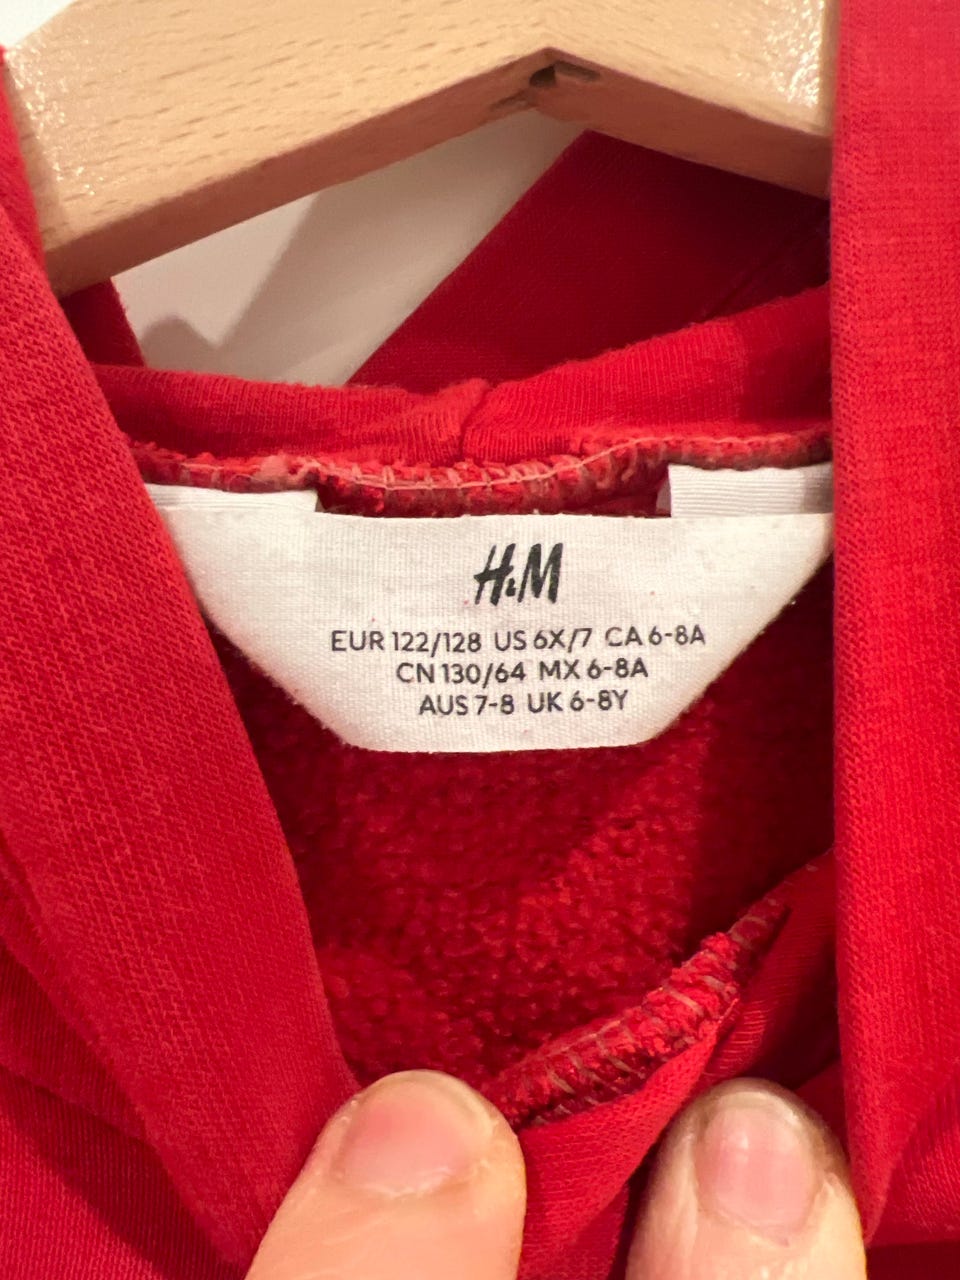 H&M
EUR 122/128 US 6X/7 CA 6-8A
CN 130/64 MX 6-8A
AUS 7-8 UK 6-8Y